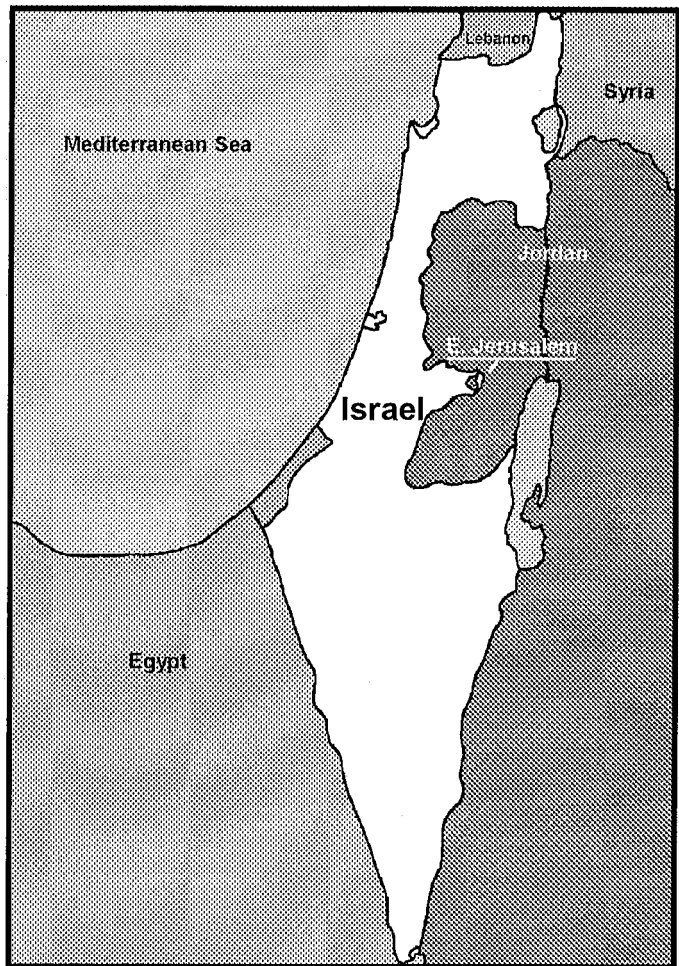 Lebanon
Syria
Mediterranean Sea
Jordan
E. Jerusalem
Israel
Egypt